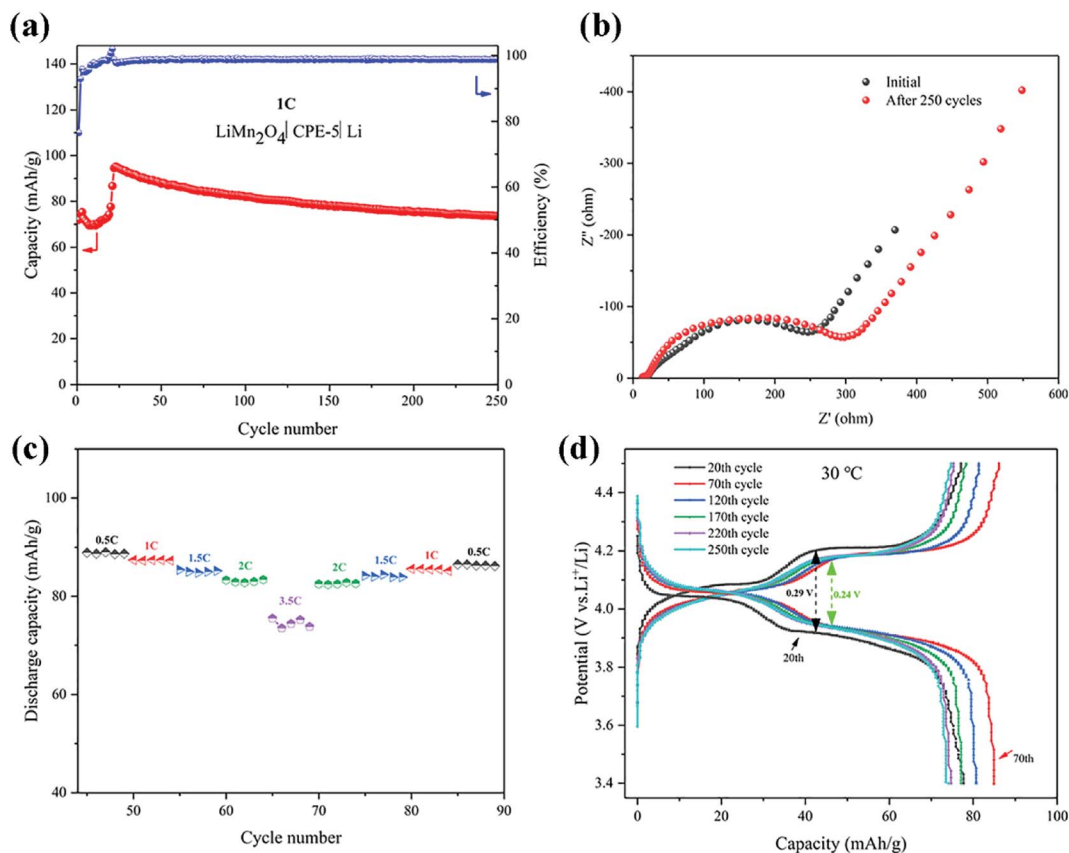 (a)
140
120
100
80
60
40
20
0
Capacity (mAh/g)
0
50
100
150
200
250
Cycle number
100
80
60
40
20
0
Efficiency (%)
1C
LiMn₂O₄| CPE-5| Li
(b)
-400
-300
-200
-100
0
Z'' (ohm)
0
100
200
300
400
500
600
Z' (ohm)
Initial
After 250 cycles
(c)
100
80
60
40
Discharge capacity (mAh/g)
50
60
70
80
90
Cycle number
0.5C
1C
1.5C
2C
3.5C
2C
1.5C
1C
0.5C
(d)
4.4
4.2
4.0
3.8
3.6
3.4
Potential (V vs.Li⁺/Li)
0
20
40
60
80
100
Capacity (mAh/g)
20th cycle
70th cycle
120th cycle
170th cycle
220th cycle
250th cycle
30 ºC
0.29 V
0.24 V
20th
70th